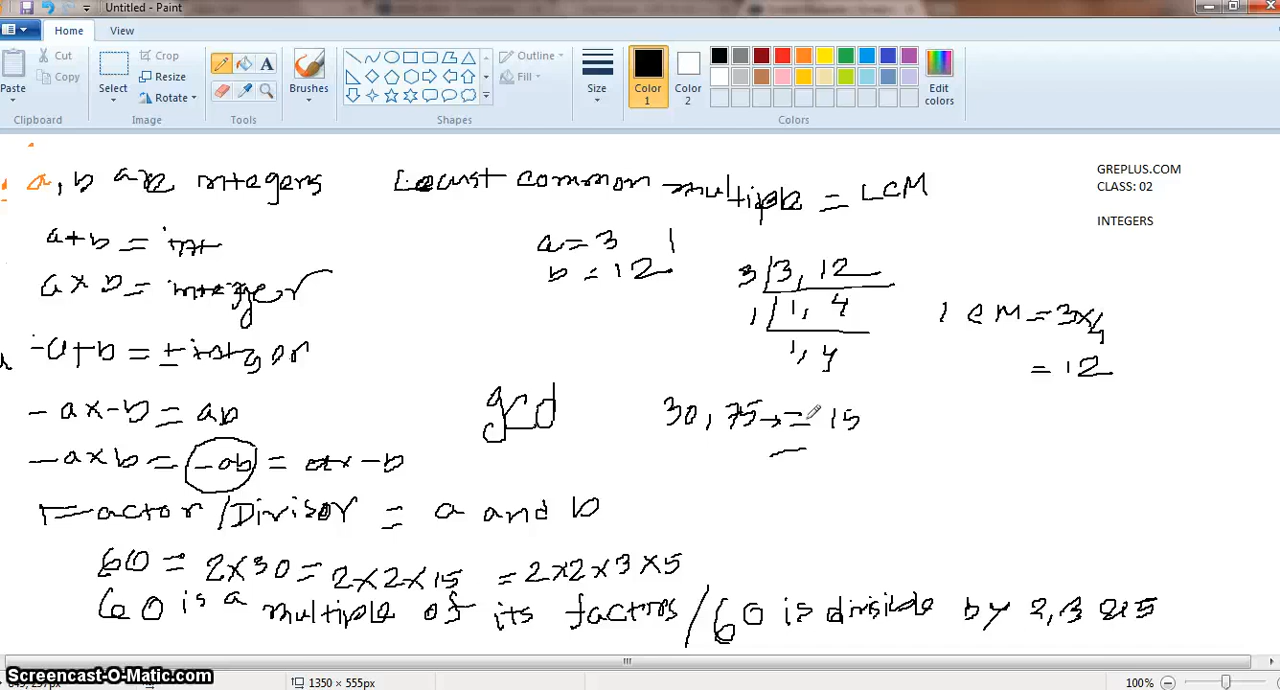 Untitled - Paint
Home View
Paste
Cut
Copy
Clipboard
Select
Crop
Resize
Rotate
Image
A
Tools
Brushes
Outline
Fill
Shapes
Size
Color 1
Color 2
Edit colors
Colors
GREPLUS.COM
CLASS: 02
INTEGERS
a, b are integers
Least common multiple = LCM
a+b = int
a x b = integer
-a+b = ± integer
-a x -b = ab
-a x b = -ab = a x -b
a = 3
b = 12
3 | 3, 12
1 | 1, 4
1, 4
LCM = 3x4
= 12
gcd
30, 75 → = 15
Factor / Divisor = a and b
60 = 2x30 = 2x2x15 = 2x2x3x5
60 is a multiple of its factors / 60 is divisible by 2, 3 & 5
Screencast-O-Matic.com
1350 × 555px
100%